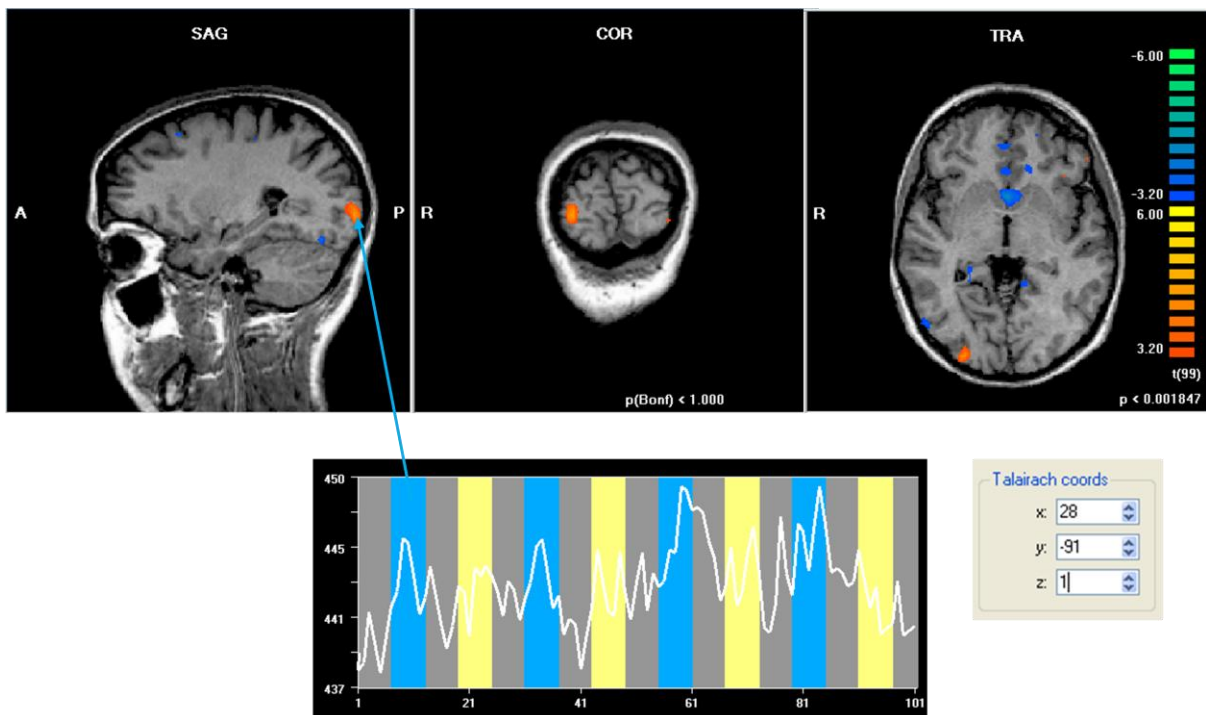 SAG
COR
TRA
A
P
R
R
-6.00
-3.20
6.00
3.20
t(99)
p(Bonf) < 1.000
p < 0.001847
450
445
441
437
1
21
41
61
81
101
Talairach coords
x: 28
y: -91
z: 1